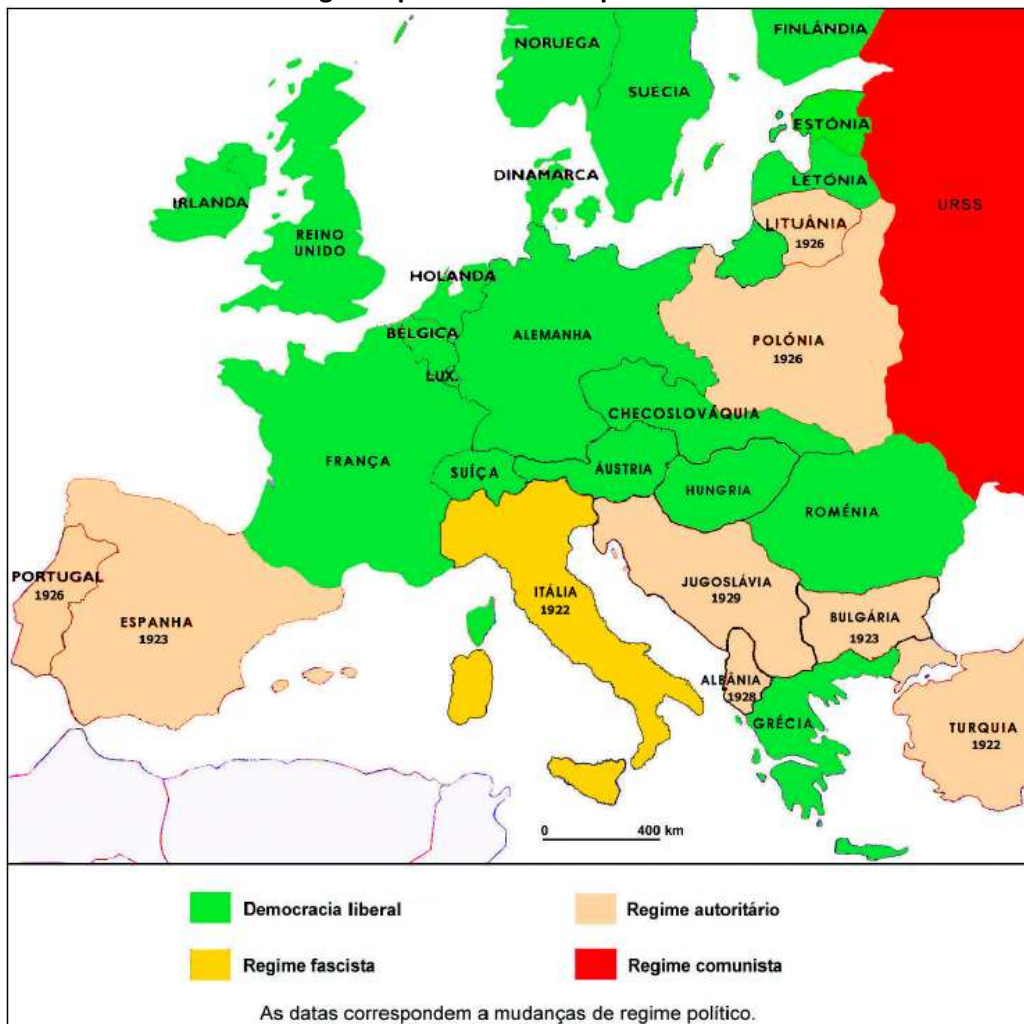 NORUEGA
FINLÂNDIA
SUECIA
ESTÓNIA
DINAMARCA
LETÓNIA
IRLANDA
URSS
LITUÂNIA
1926
REINO
UNIDO
HOLANDA
BÉLGICA
ALEMANHA
POLÓNIA
1926
LUX.
CHECOSLOVÁQUIA
FRANÇA
SUÍÇA
ÁUSTRIA
HUNGRIA
ROMÉNIA
PORTUGAL
1926
ESPANHA
1923
ITÁLIA
1922
JUGOSLÁVIA
1929
BULGÁRIA
1923
ALBÂNIA
1928
GRÉCIA
TURQUIA
1922
0 400 km
Democracia liberal
Regime autoritário
Regime fascista
Regime comunista
As datas correspondem a mudanças de regime político.